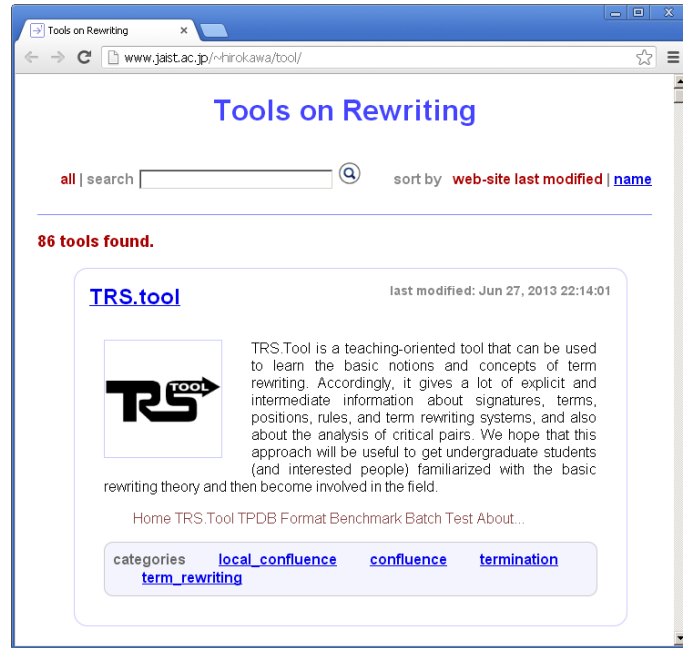 Tools on Rewriting
www.jaist.ac.jp/~hirokawa/tool/
Tools on Rewriting
all | search sort by web-site last modified | name
86 tools found.
TRS.tool last modified: Jun 27, 2013 22:14:01
TRS TOOL
TRS.Tool is a teaching-oriented tool that can be used
to learn the basic notions and concepts of term
rewriting. Accordingly, it gives a lot of explicit and
intermediate information about signatures, terms,
positions, rules, and term rewriting systems, and also
about the analysis of critical pairs. We hope that this
approach will be useful to get undergraduate students
(and interested people) familiarized with the basic
rewriting theory and then become involved in the field.
Home TRS.Tool TPDB Format Benchmark Batch Test About...
categories local_confluence confluence termination
term_rewriting